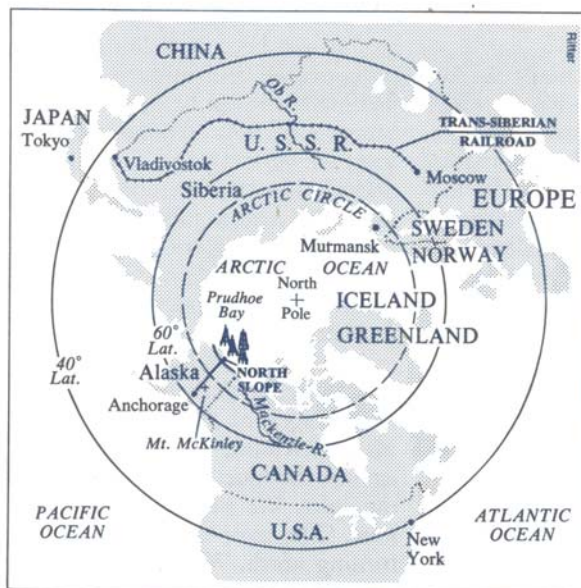 CHINA
Ritter
Ob R.
JAPAN
Tokyo
TRANS-SIBERIAN
RAILROAD
U. S. S. R.
Vladivostok
Moscow
Siberia
EUROPE
ARCTIC CIRCLE
SWEDEN
Murmansk
NORWAY
ARCTIC OCEAN
North
Pole
Prudhoe
Bay
ICELAND
GREENLAND
60°
Lat.
40°
Lat.
Alaska
NORTH
SLOPE
Anchorage
Mackenzie-R.
Mt. McKinley
CANADA
PACIFIC
OCEAN
U.S.A.
ATLANTIC
OCEAN
New
York